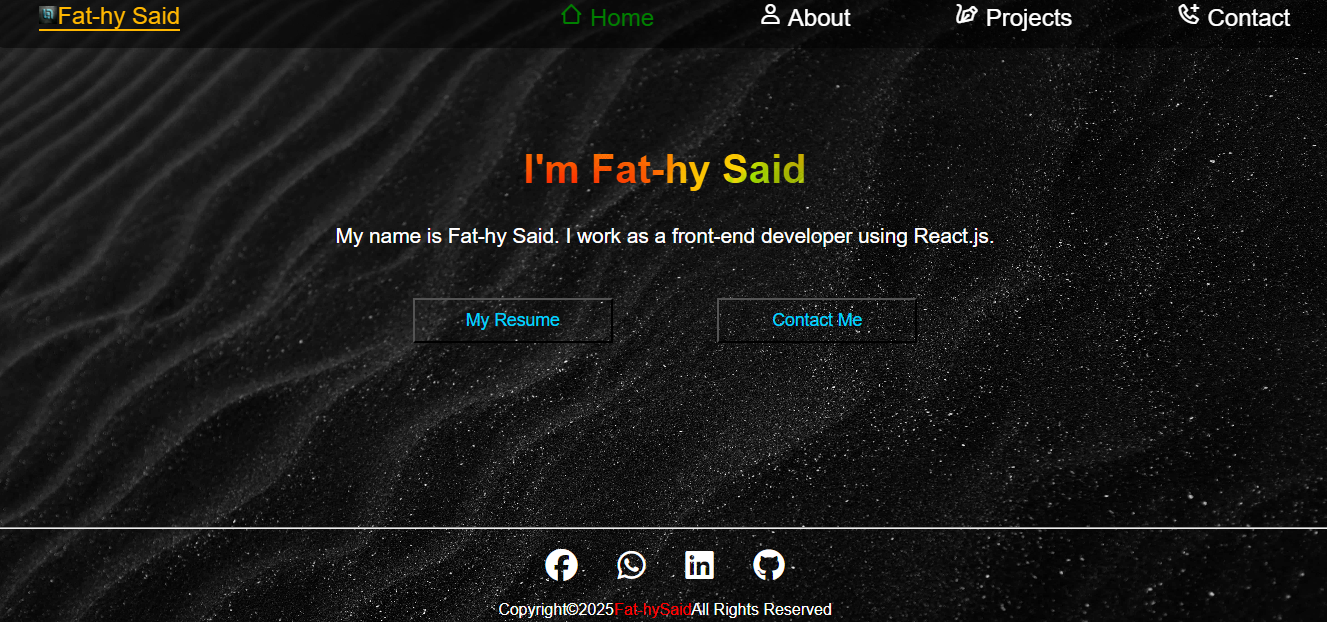 Fat-hy Said
Home
About
Projects
Contact
I'm Fat-hy Said
My name is Fat-hy Said. I work as a front-end developer using React.js.
My Resume
Contact Me
Copyright©2025Fat-hySaidAll Rights Reserved